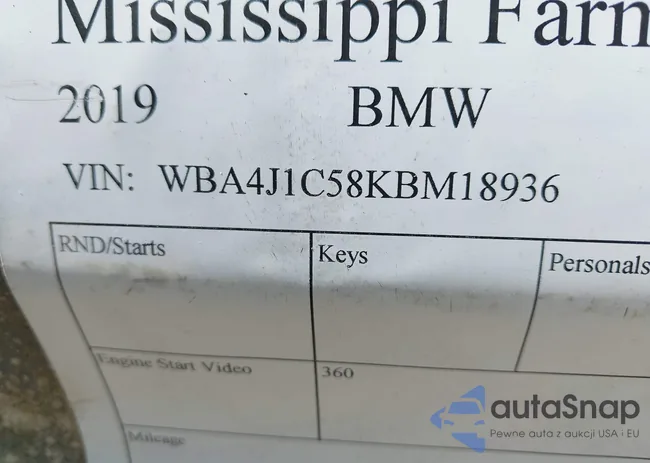 Mississippi Farm
2019 BMW
VIN: WBA4J1C58KBM18936
RND/Starts Keys Personals
Engine Start Video 360
Mileage
autaSnap
Pewne auta z aukcji USA i EU